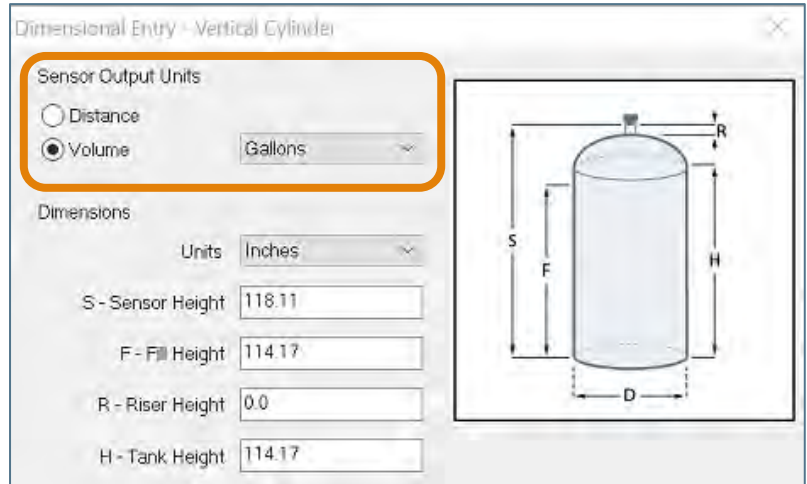 Dimensional Entry - Vertical Cylinder
Sensor Output Units
Distance
Volume Gallons
Dimensions
Units Inches
S - Sensor Height 118.11
F - Fill Height 114.17
R - Riser Height 0.0
H - Tank Height 114.17
R
S
F
H
D